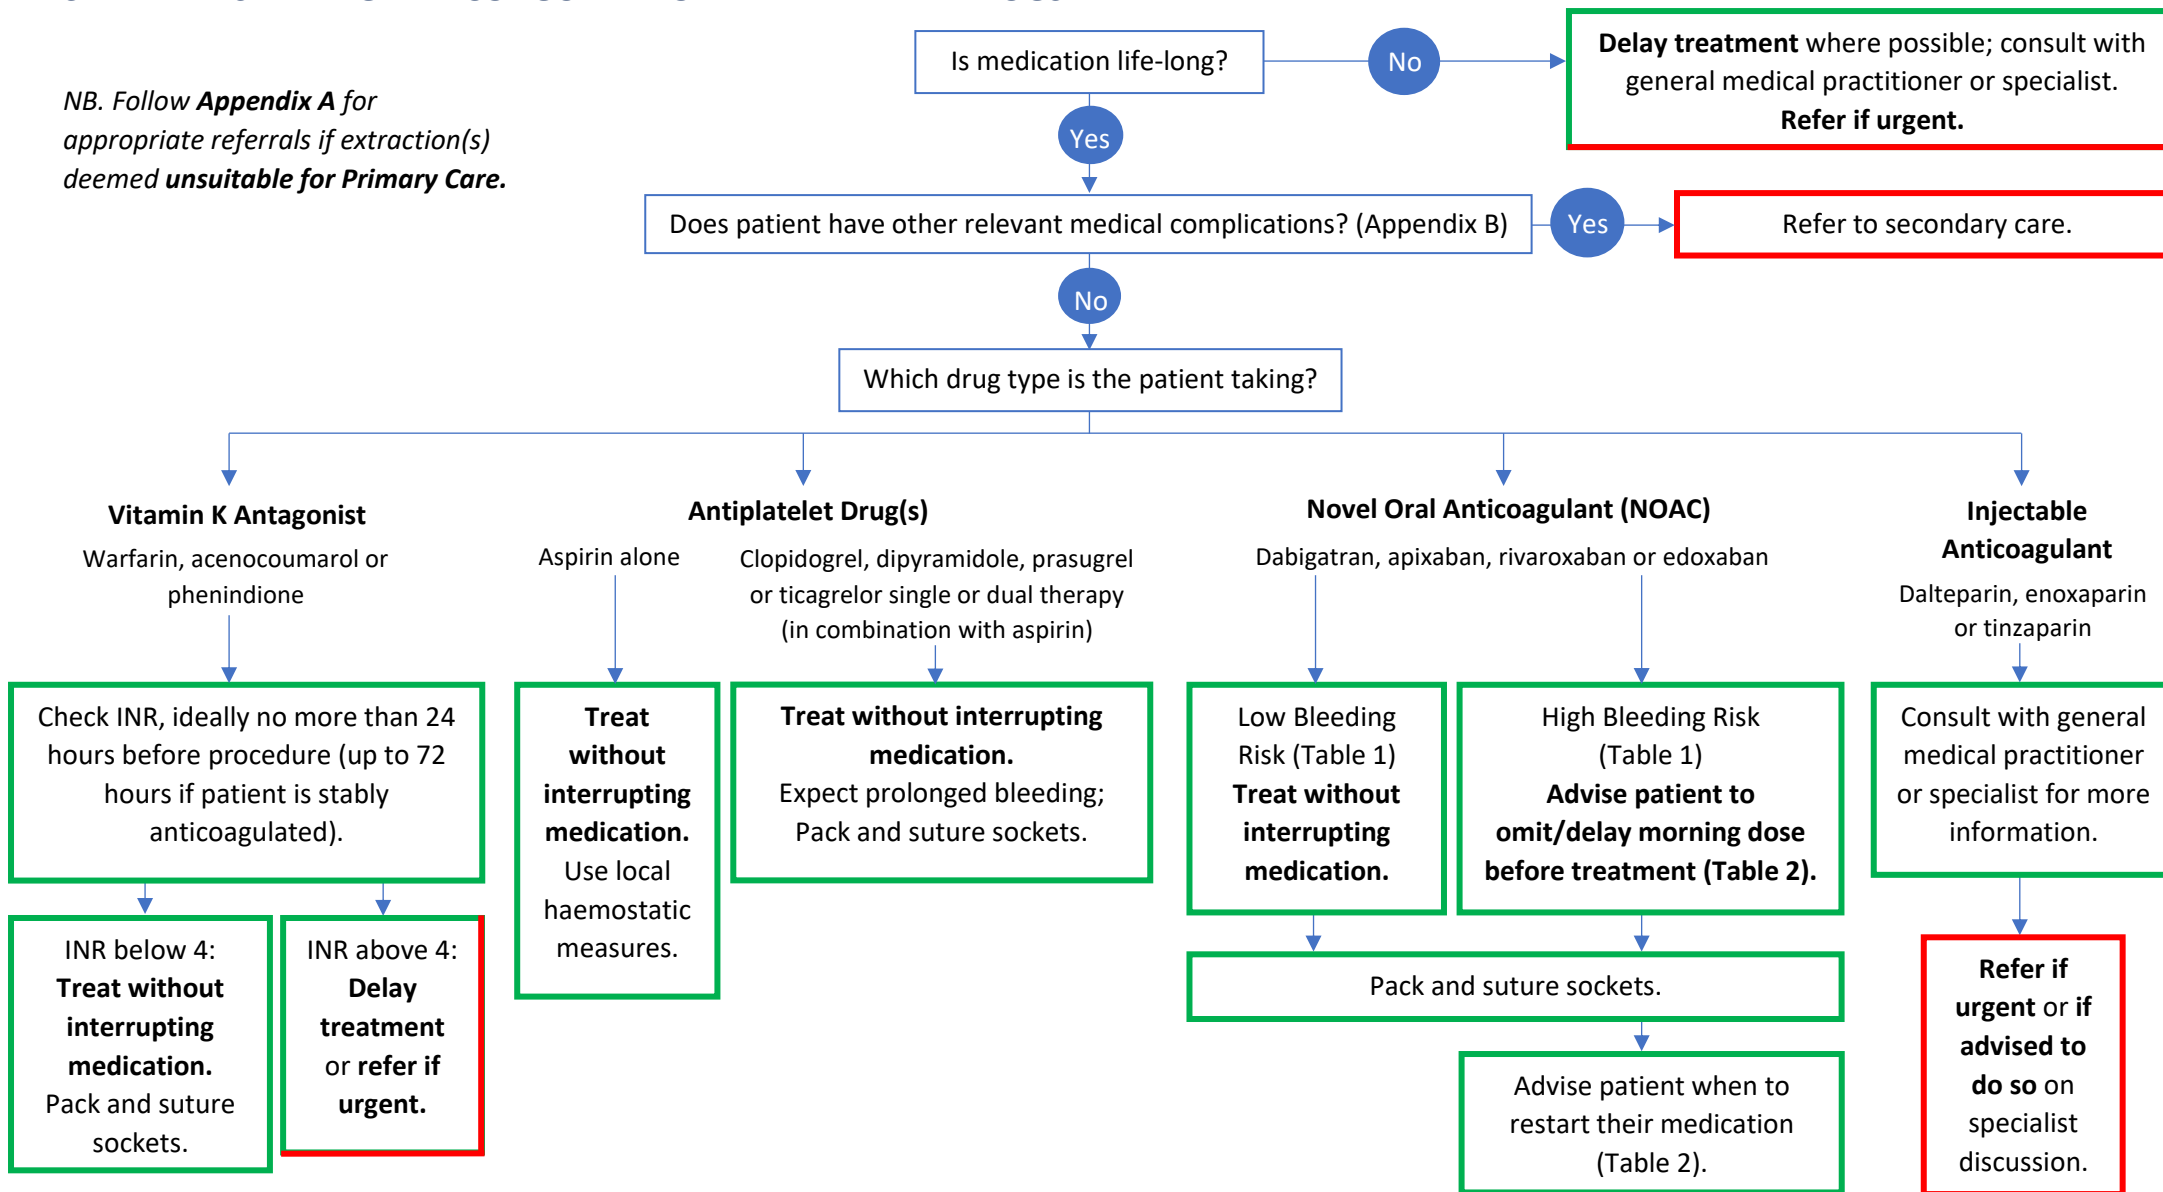 Is medication life-long?
No
Delay treatment where possible; consult with
general medical practitioner or specialist.
Refer if urgent.
NB. Follow Appendix A for
appropriate referrals if extraction(s)
deemed unsuitable for Primary Care.
Yes
Does patient have other relevant medical complications? (Appendix B)
Yes
Refer to secondary care.
No
Which drug type is the patient taking?
Vitamin K Antagonist
Warfarin, acenocoumarol or
phenindione
Check INR, ideally no more than 24
hours before procedure (up to 72
hours if patient is stably
anticoagulated).
INR below 4:
Treat without
interrupting
medication.
Pack and suture
sockets.
INR above 4:
Delay
treatment
or refer if
urgent.
Antiplatelet Drug(s)
Aspirin alone
Treat
without
interrupting
medication.
Use local
haemostatic
measures.
Clopidogrel, dipyramidole, prasugrel
or ticagrelor single or dual therapy
(in combination with aspirin)
Treat without interrupting
medication.
Expect prolonged bleeding;
Pack and suture sockets.
Novel Oral Anticoagulant (NOAC)
Dabigatran, apixaban, rivaroxaban or edoxaban
Low Bleeding
Risk (Table 1)
Treat without
interrupting
medication.
High Bleeding Risk
(Table 1)
Advise patient to
omit/delay morning dose
before treatment (Table 2).
Pack and suture sockets.
Advise patient when to
restart their medication
(Table 2).
Injectable
Anticoagulant
Dalteparin, enoxaparin
or tinzaparin
Consult with general
medical practitioner
or specialist for more
information.
Refer if
urgent or if
advised to
do so on
specialist
discussion.